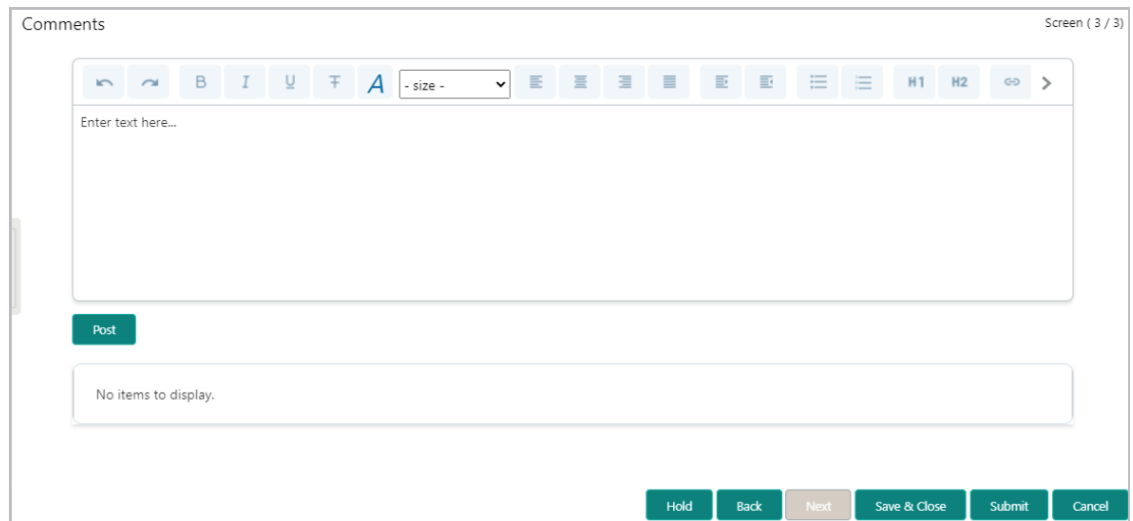 Comments Screen ( 3 / 3)
B I U T A - size - H1 H2
Enter text here...
Post
No items to display.
Hold Back Next Save & Close Submit Cancel